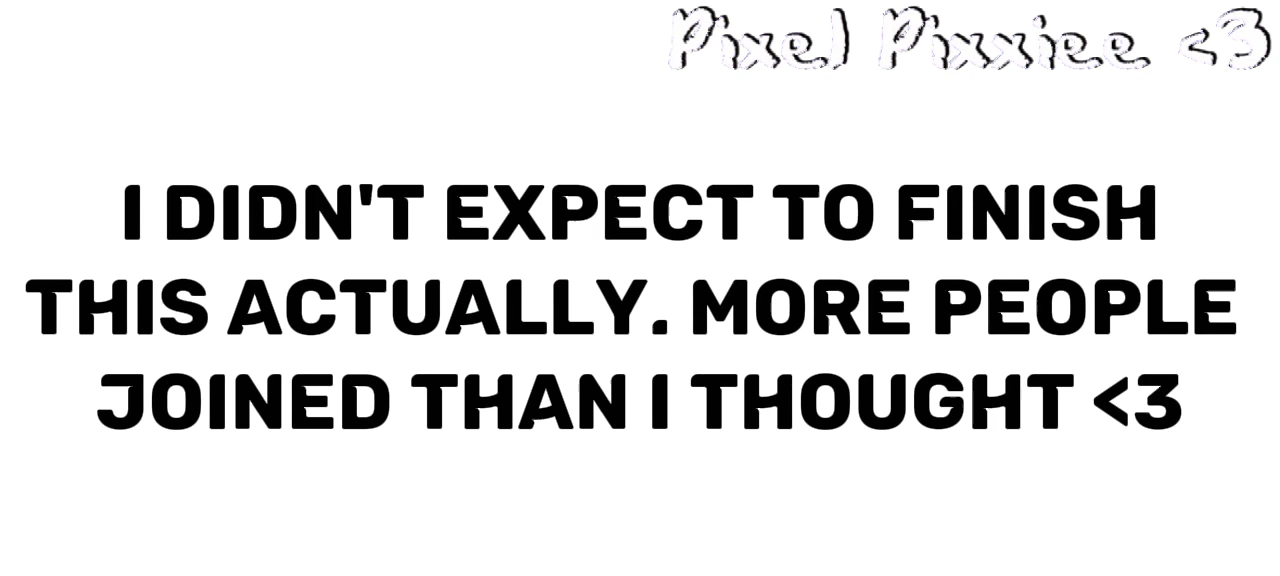 Pixel Pixxiee <3
I DIDN'T EXPECT TO FINISH
THIS ACTUALLY. MORE PEOPLE
JOINED THAN I THOUGHT <3